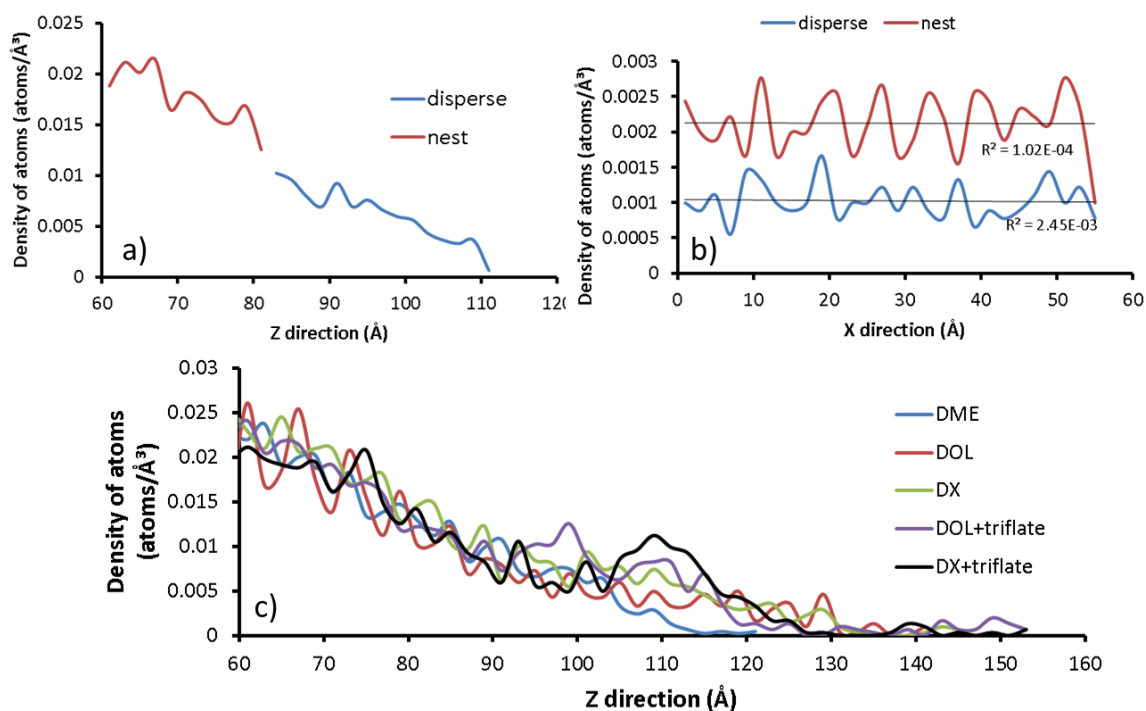 Density of atoms (atoms/Å³)
0.025
0.02
0.015
0.01
0.005
0
disperse
nest
a)
60 70 80 90 100 110 120
Z direction (Å)
disperse nest
Density of atoms (atoms/Å³)
0.003
0.0025
0.002
0.0015
0.001
0.0005
0
R² = 1.02E-04
R² = 2.45E-03
b)
0 10 20 30 40 50 60
X direction (Å)
Density of atoms
(atoms/Å³)
0.03
0.025
0.02
0.015
0.01
0.005
0
DME
DOL
DX
DOL+triflate
DX+triflate
c)
60 70 80 90 100 110 120 130 140 150 160
Z direction (Å)